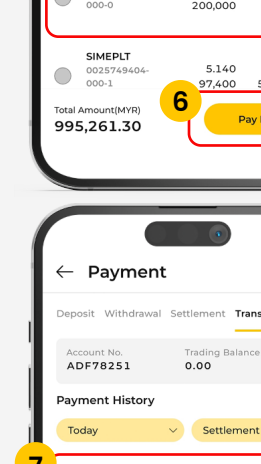 000-0 200,000
SIMEPLT
0025749404- 5.140
000-1 97,400
6
Total Amount(MYR)
995,261.30
Pay
← Payment
Deposit Withdrawal Settlement Trans
Account No. Trading Balance
ADF78251 0.00
Payment History
Today Settlement
7